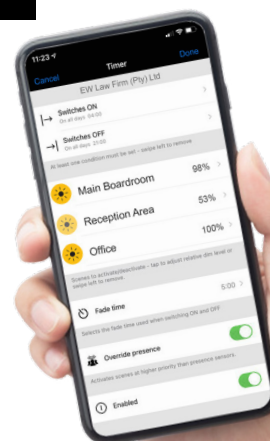 11:23
Cancel Timer Done
EW Law Firm (Pty) Ltd
Switches ON
On all days 04:00
Switches OFF
On all days 21:00
At least one condition must be set - swipe left to remove
Main Boardroom 98%
Reception Area 53%
Office 100%
Scenes to activate/deactivate - tap to adjust relative dim level or
swipe left to remove
Fade time 5:00
Selects the fade time used when switching ON and OFF
Override presence
Activates scenes at higher priority than presence sensors.
Enabled